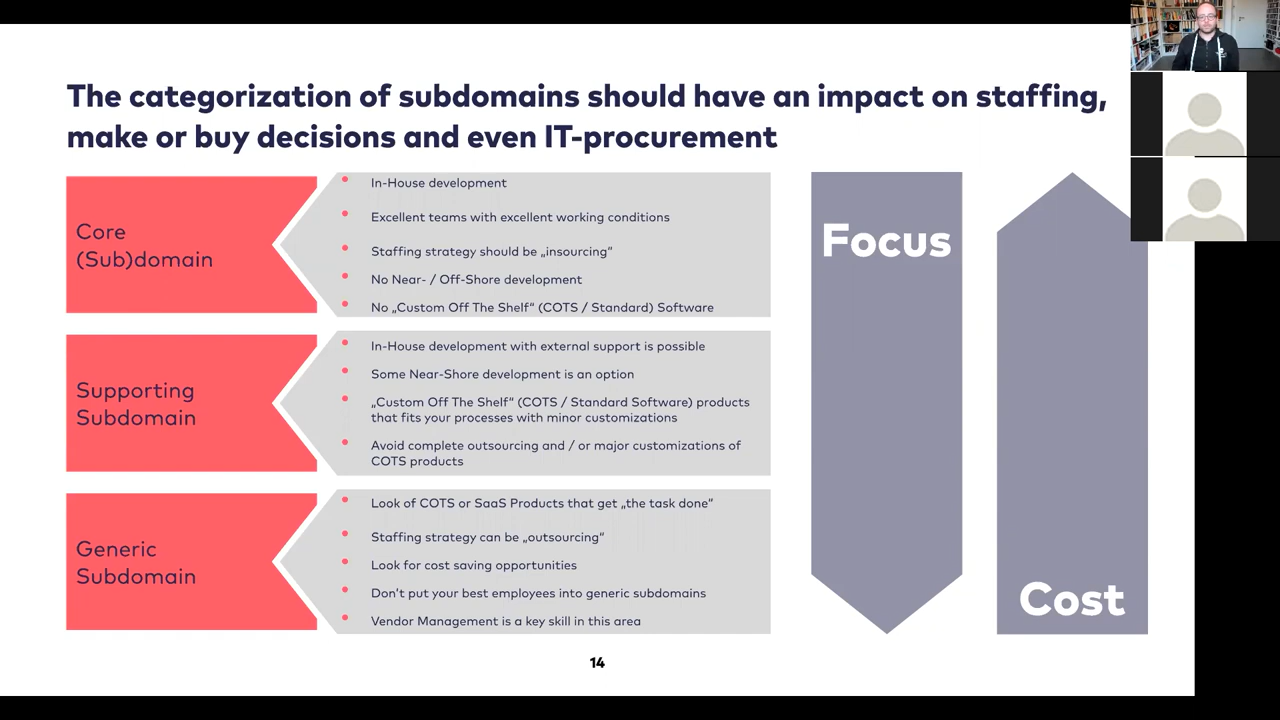 The categorization of subdomains should have an impact on staffing,
make or buy decisions and even IT-procurement
Core
(Sub)domain
In-House development
Excellent teams with excellent working conditions
Staffing strategy should be „insourcing“
No Near- / Off-Shore development
No „Custom Off The Shelf“ (COTS / Standard) Software
Supporting
Subdomain
In-House development with external support is possible
Some Near-Shore development is an option
„Custom Off The Shelf“ (COTS / Standard Software) products
that fits your processes with minor customizations
Avoid complete outsourcing and / or major customizations of
COTS products
Generic
Subdomain
Look of COTS or SaaS Products that get „the task done“
Staffing strategy can be „outsourcing“
Look for cost saving opportunities
Don't put your best employees into generic subdomains
Vendor Management is a key skill in this area
Focus
Cost
14